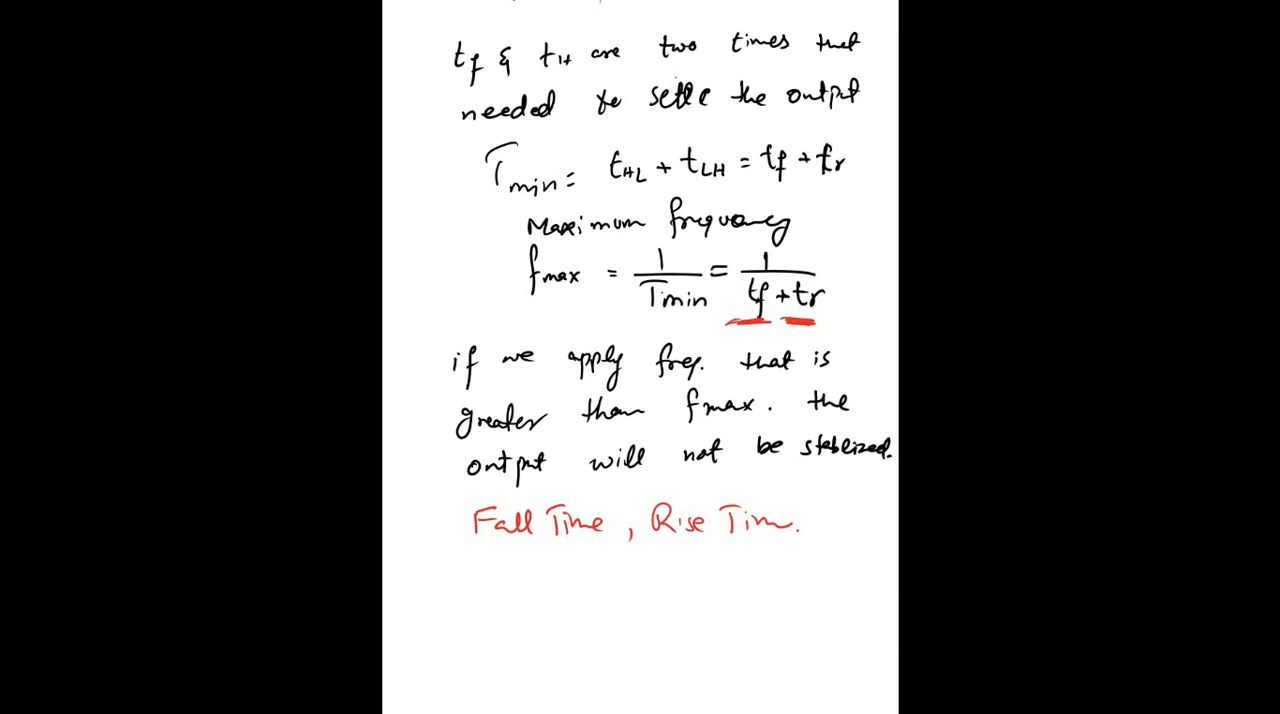 tf & tH are two times that
needed to settle the output
Tmin = tHL + tLH = tf + tr
Maximum frequency
fmax = 1/Tmin = 1/(tf + tr)
if we apply freq. that is
greater than fmax. the
output will not be stablized.
Fall Time, Rise Tim.